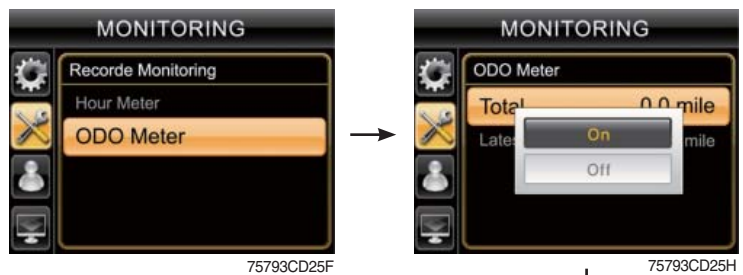 MONITORING
Recorde Monitoring
Hour Meter
ODO Meter
75793CD25F
MONITORING
ODO Meter
Total 0.0 mile
mile
On
Off
75793CD25H